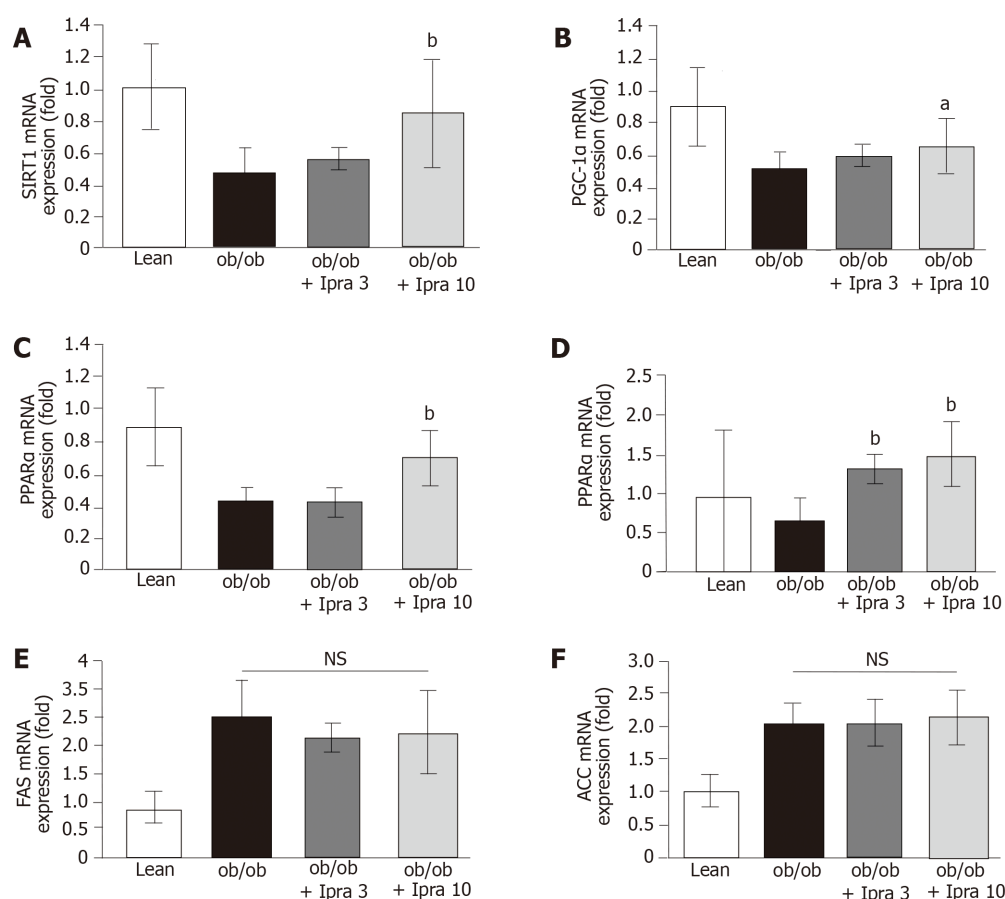 A
SIRT1 mRNA
expression (fold)
1.4
1.2
1.0
0.8
0.6
0.4
0.2
0
b
Lean
ob/ob
ob/ob
+ Ipra 3
ob/ob
+ Ipra 10
B
PGC-1α mRNA
expression (fold)
1.4
1.2
1.0
0.8
0.6
0.4
0.2
0
a
Lean
ob/ob
ob/ob
+ Ipra 3
ob/ob
+ Ipra 10
C
PPARα mRNA
expression (fold)
1.4
1.2
1.0
0.8
0.6
0.4
0.2
0
b
Lean
ob/ob
ob/ob
+ Ipra 3
ob/ob
+ Ipra 10
D
PPARα mRNA
expression (fold)
2.5
2.0
1.5
1.0
0.5
0
b
b
Lean
ob/ob
ob/ob
+ Ipra 3
ob/ob
+ Ipra 10
E
FAS mRNA
expression (fold)
4
3.5
3
2.5
2.0
1.0
0.5
0
NS
Lean
ob/ob
ob/ob
+ Ipra 3
ob/ob
+ Ipra 10
F
ACC mRNA
expression (fold)
3.0
2.5
2.0
1.5
1.0
0.5
0
NS
Lean
ob/ob
ob/ob
+ Ipra 3
ob/ob
+ Ipra 10